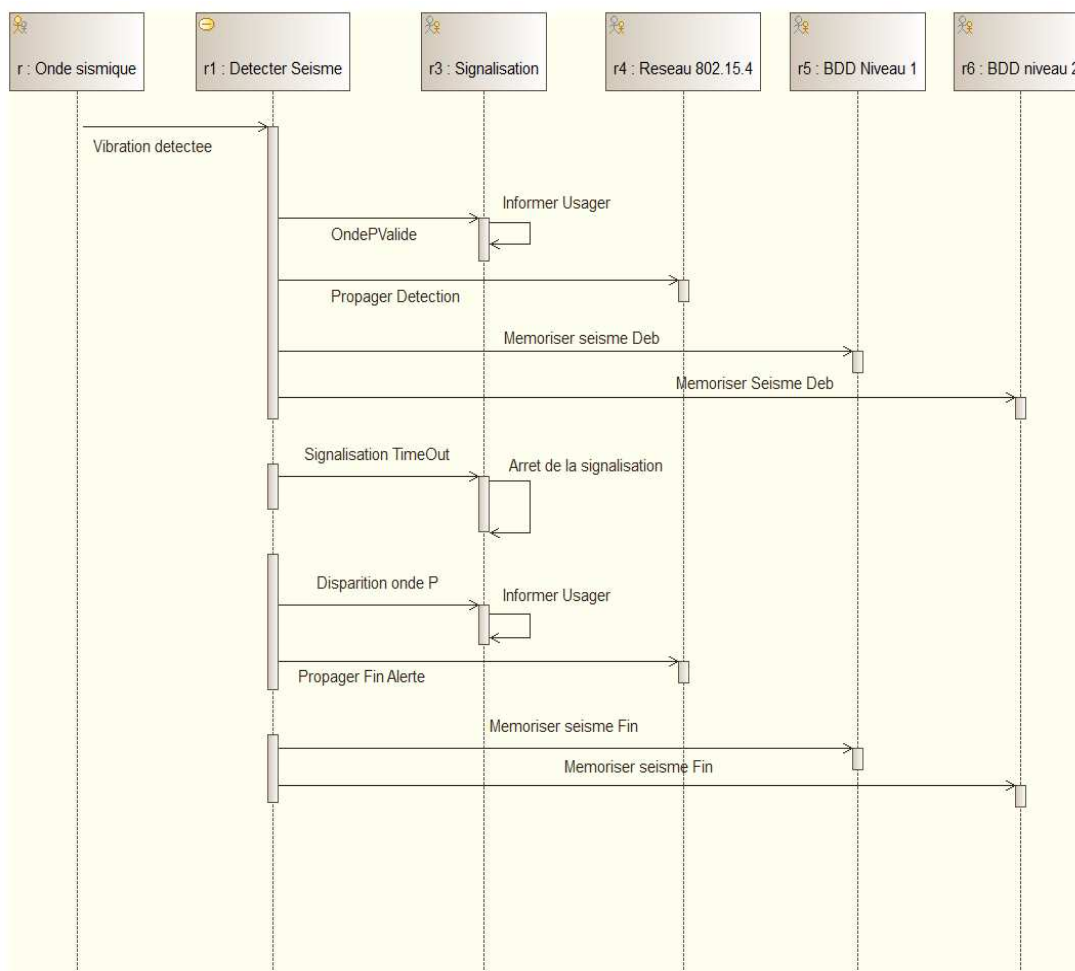 r : Onde sismique
r1 : Detecter Seisme
r3 : Signalisation
r4 : Reseau 802.15.4
r5 : BDD Niveau 1
r6 : BDD niveau 2
Vibration detectee
Informer Usager
OndePValide
Propager Detection
Memoriser seisme Deb
Memoriser Seisme Deb
Signalisation TimeOut
Arret de la signalisation
Disparition onde P
Informer Usager
Propager Fin Alerte
Memoriser seisme Fin
Memoriser seisme Fin